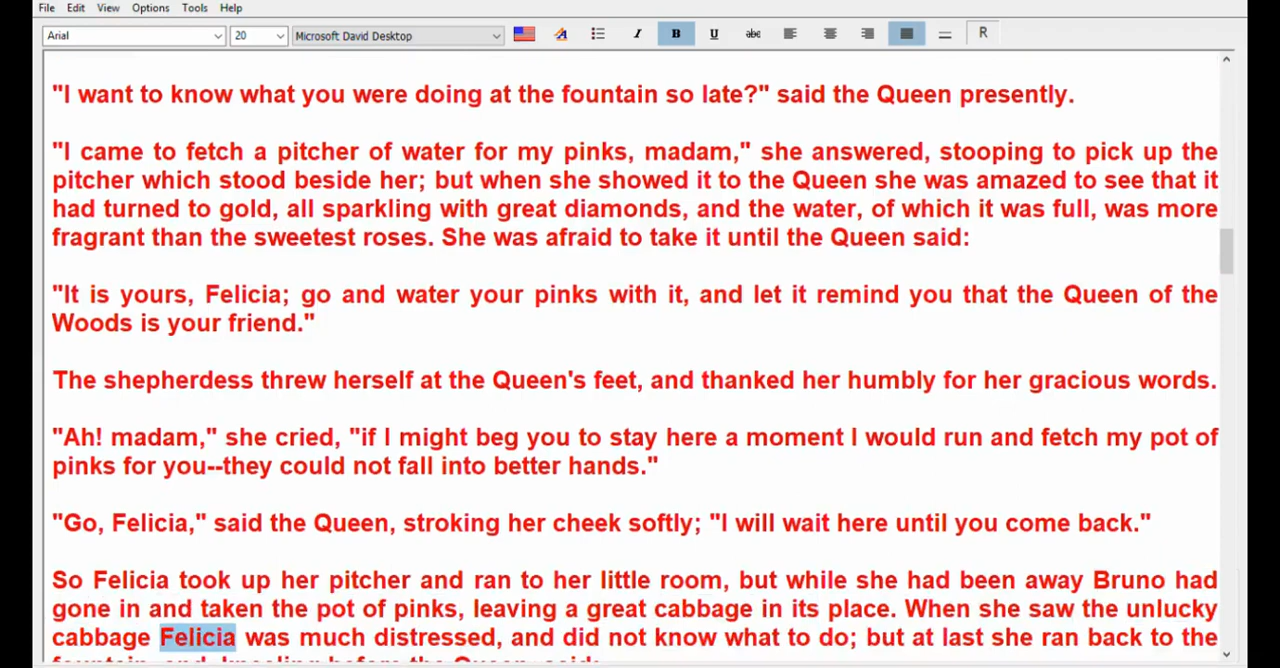 File Edit View Options Tools Help
Arial 20 Microsoft David Desktop I B U abc R
"I want to know what you were doing at the fountain so late?" said the Queen presently.
"I came to fetch a pitcher of water for my pinks, madam," she answered, stooping to pick up the
pitcher which stood beside her; but when she showed it to the Queen she was amazed to see that it
had turned to gold, all sparkling with great diamonds, and the water, of which it was full, was more
fragrant than the sweetest roses. She was afraid to take it until the Queen said:
"It is yours, Felicia; go and water your pinks with it, and let it remind you that the Queen of the
Woods is your friend."
The shepherdess threw herself at the Queen's feet, and thanked her humbly for her gracious words.
"Ah! madam," she cried, "if I might beg you to stay here a moment I would run and fetch my pot of
pinks for you--they could not fall into better hands."
"Go, Felicia," said the Queen, stroking her cheek softly; "I will wait here until you come back."
So Felicia took up her pitcher and ran to her little room, but while she had been away Bruno had
gone in and taken the pot of pinks, leaving a great cabbage in its place. When she saw the unlucky
cabbage Felicia was much distressed, and did not know what to do; but at last she ran back to the
fountain, and, kneeling before the Queen, said: